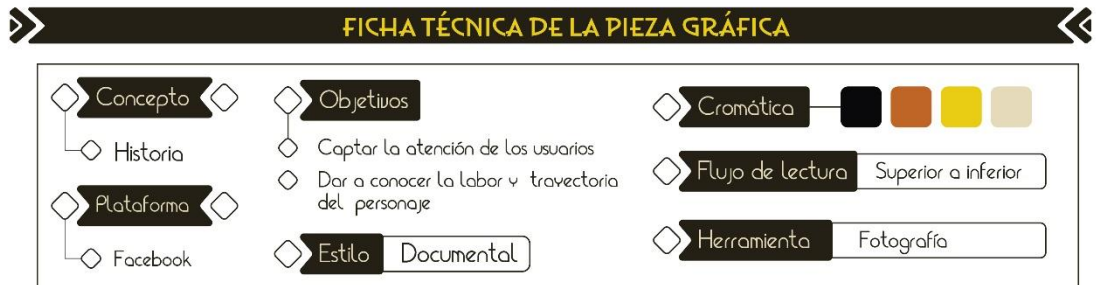 FICHA TÉCNICA DE LA PIEZA GRÁFICA
Concepto
Historia
Plataforma
Facebook
Objetivos
Captar la atención de los usuarios
Dar a conocer la labor y trayectoria
del personaje
Estilo Documental
Cromática
Flujo de lectura Superior a inferior
Herramienta Fotografía